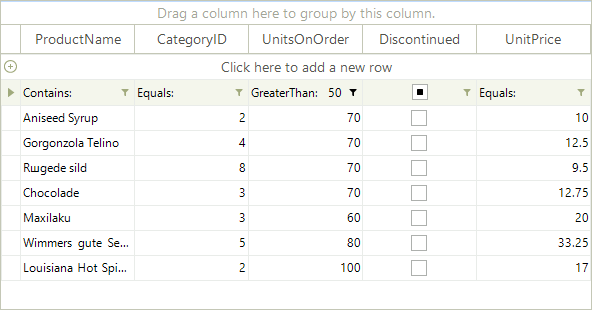 Drag a column here to group by this column.
ProductName CategoryID UnitsOnOrder Discontinued UnitPrice
Click here to add a new row
Contains: Equals: GreaterThan: 50 Equals:
Aniseed Syrup 2 70 10
Gorgonzola Telino 4 70 12.5
Rшgede sild 8 70 9.5
Chocolade 3 70 12.75
Maxilaku 3 60 20
Wimmers gute Se... 5 80 33.25
Louisiana Hot Spi... 2 100 17